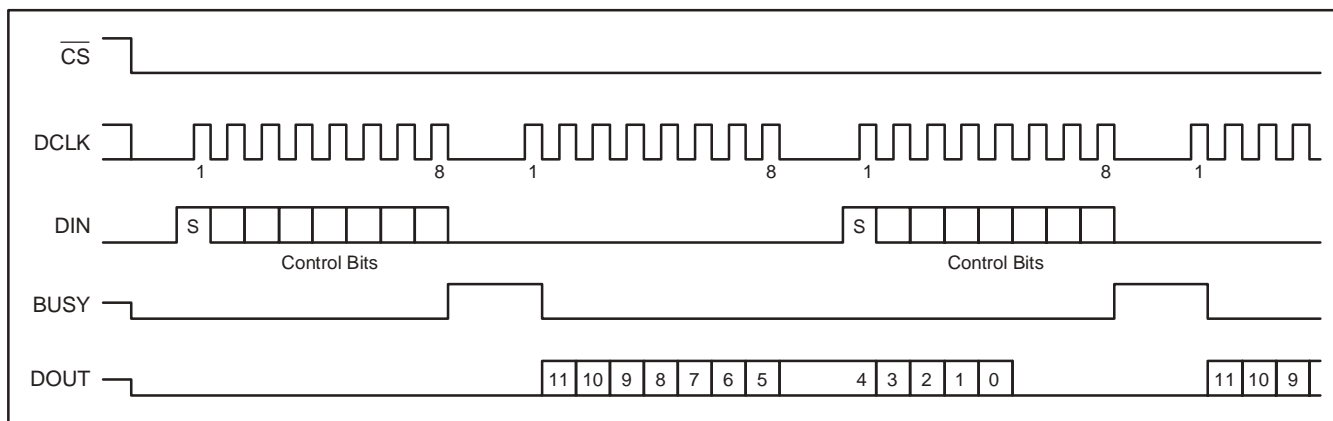 CS
DCLK
1 8 1 8 1 8 1
DIN
S S
Control Bits Control Bits
BUSY
DOUT
11 10 9 8 7 6 5 4 3 2 1 0 11 10 9